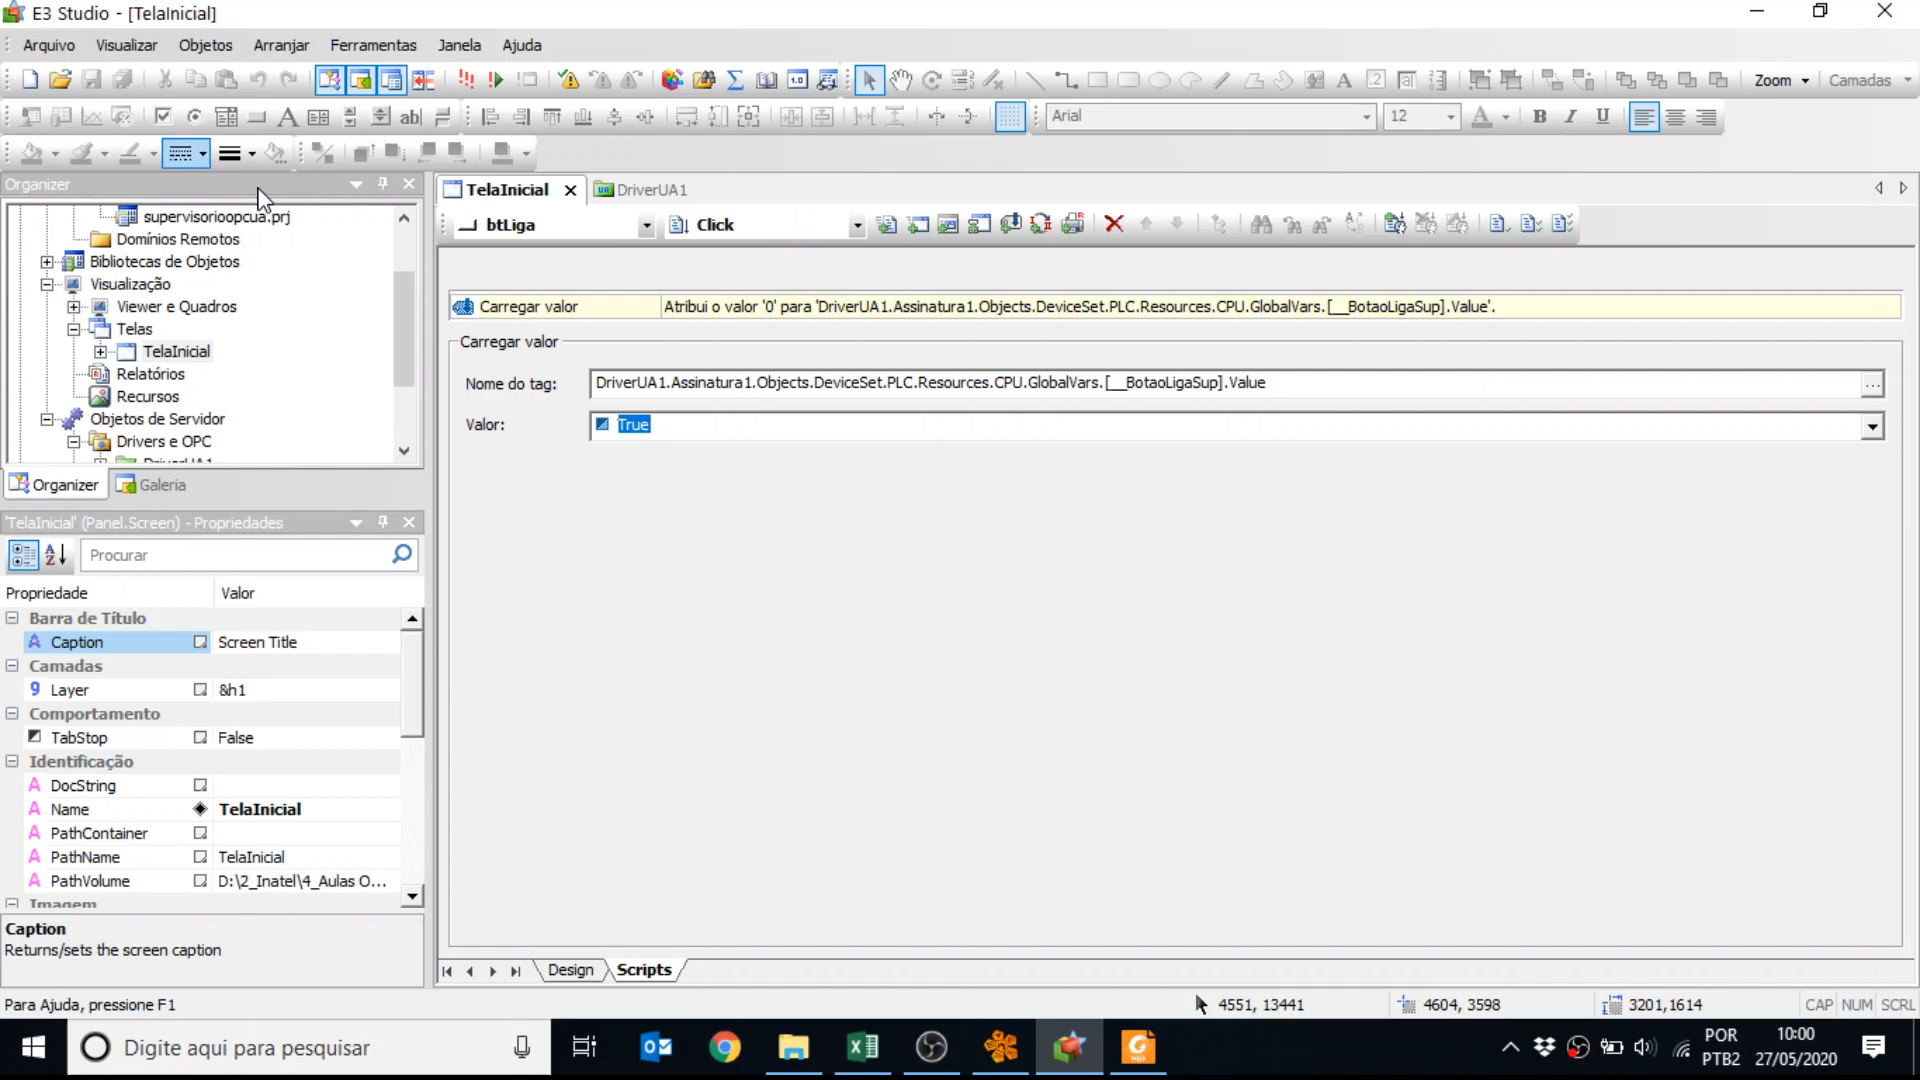 E3 Studio - [TelaInicial]
Arquivo Visualizar Objetos Arranjar Ferramentas Janela Ajuda
Zoom Camadas
Arial 12
Organizer
supervisorioopcua.prj
Domínios Remotos
Bibliotecas de Objetos
Visualização
Viewer e Quadros
Telas
TelaInicial
Relatórios
Recursos
Objetos de Servidor
Drivers e OPC
DriverUA1
Organizer Galeria
'TelaInicial' (Panel.Screen) - Propriedades
Procurar
Propriedade Valor
Barra de Título
Caption Screen Title
Camadas
Layer &h1
Comportamento
TabStop False
Identificação
DocString
Name TelaInicial
PathContainer
PathName TelaInicial
PathVolume D:\2_Inatel\4_Aulas O...
Imagem
Caption
Returns/sets the screen caption
TelaInicial DriverUA1
btLiga Click
Carregar valor Atribui o valor '0' para 'DriverUA1.Assinatura1.Objects.DeviceSet.PLC.Resources.CPU.GlobalVars.[__BotaoLigaSup].Value'.
Carregar valor
Nome do tag: DriverUA1.Assinatura1.Objects.DeviceSet.PLC.Resources.CPU.GlobalVars.[__BotaoLigaSup].Value ...
Valor: True
Design Scripts
Para Ajuda, pressione F1 4551, 13441 4604, 3598 3201,1614 CAP NUM SCRL
Digite aqui para pesquisar
POR 10:00
PTB2 27/05/2020